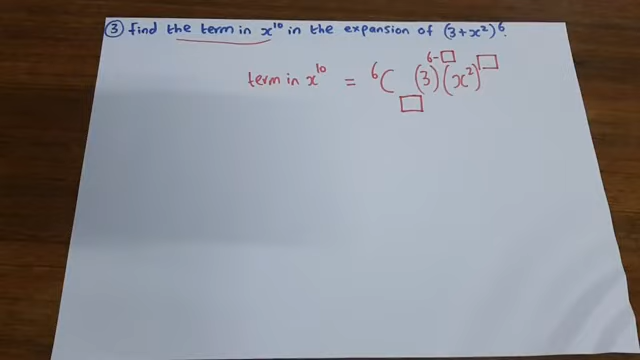 ③ find the term in x¹⁰ in the expansion of (3+x²)⁶.
term in x¹⁰ = ⁶C□ (3)⁶⁻□ (x²)□